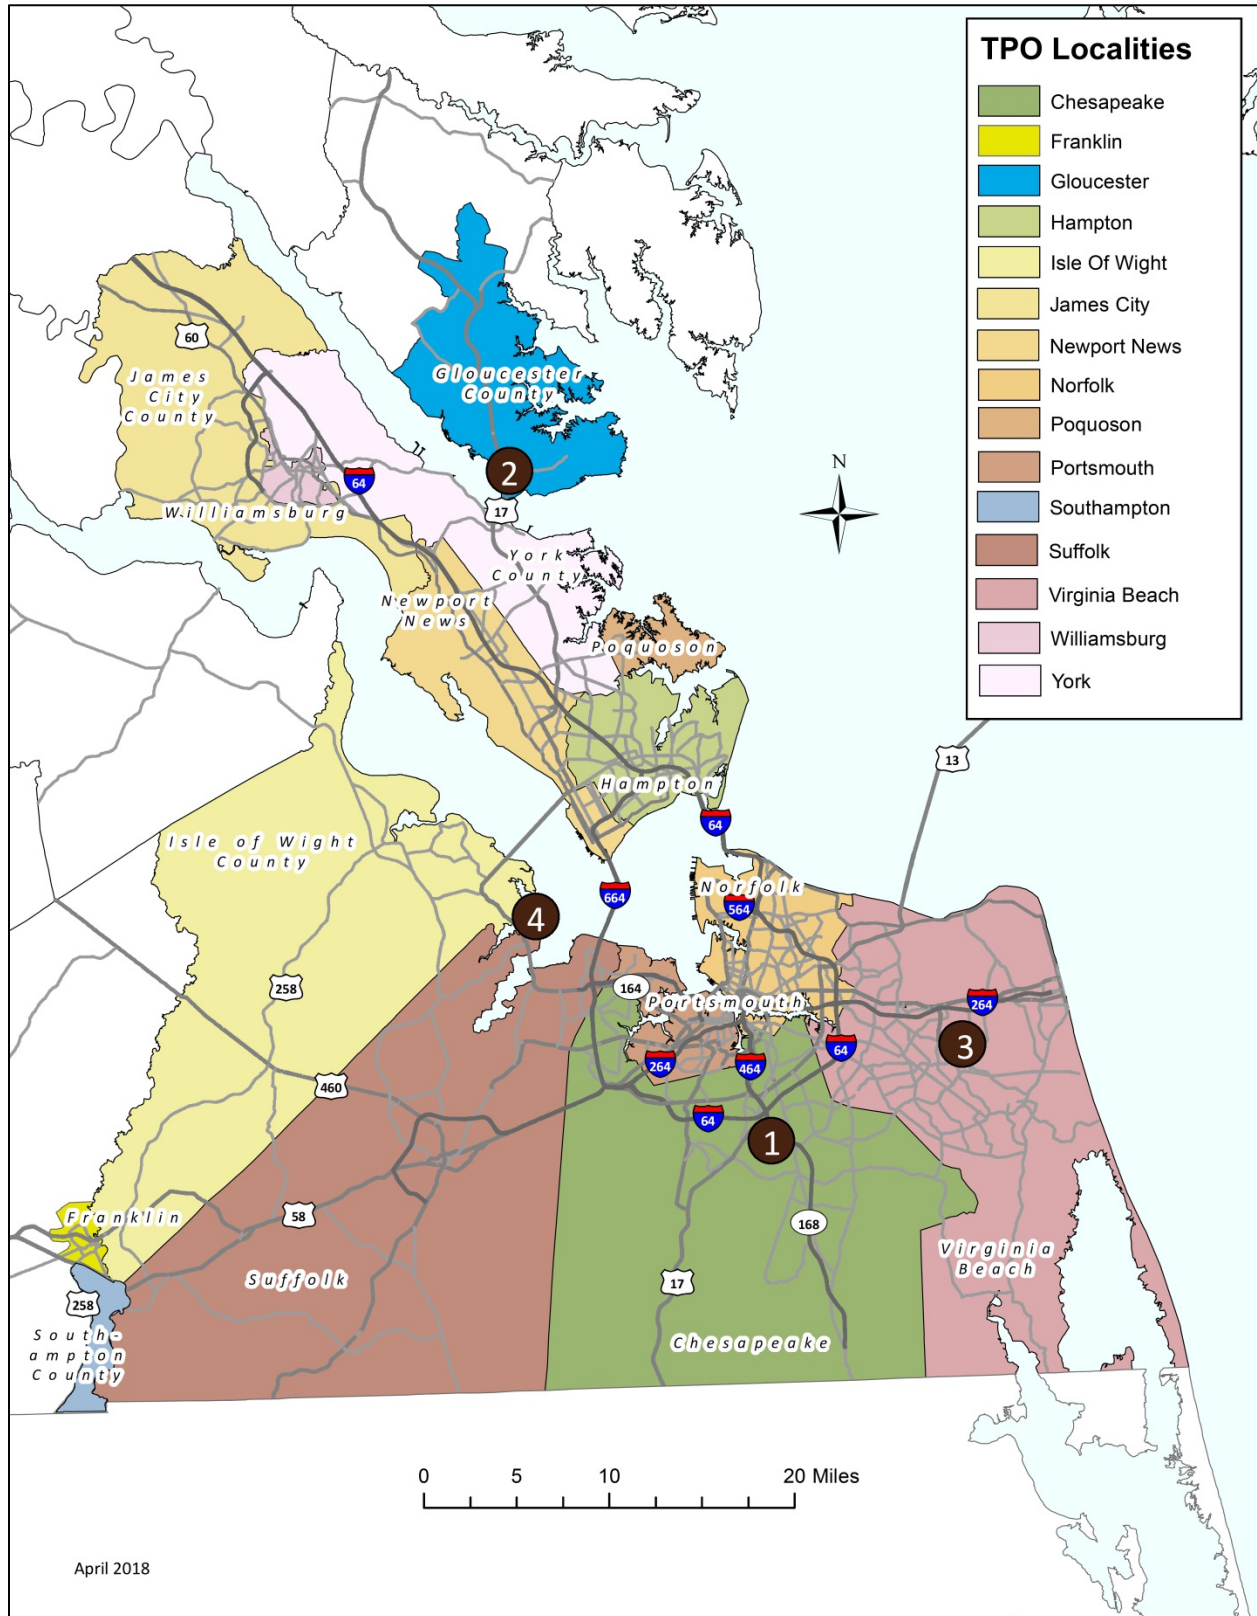 TPO Localities
Chesapeake
Franklin
Gloucester
Hampton
Isle Of Wight
James City
Newport News
Norfolk
Poquoson
Portsmouth
Southampton
Suffolk
Virginia Beach
Williamsburg
York
60
James
City
County
Gloucester
County
2
64
Williamsburg
17
York
County
N
Newport
News
Poquoson
13
Hampton
64
Isle of Wight
County
664
Norfolk
564
4
258
164
Portsmouth
264
3
264
464
64
460
64
1
Franklin
58
168
Virginia
Beach
Suffolk
17
258
South-
ampton
County
Chesapeake
0 5 10 20 Miles
April 2018